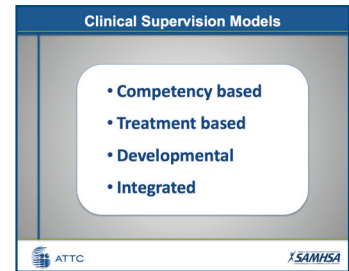 Clinical Supervision Models
• Competency based
• Treatment based
• Developmental
• Integrated
ATTC
SAMHSA